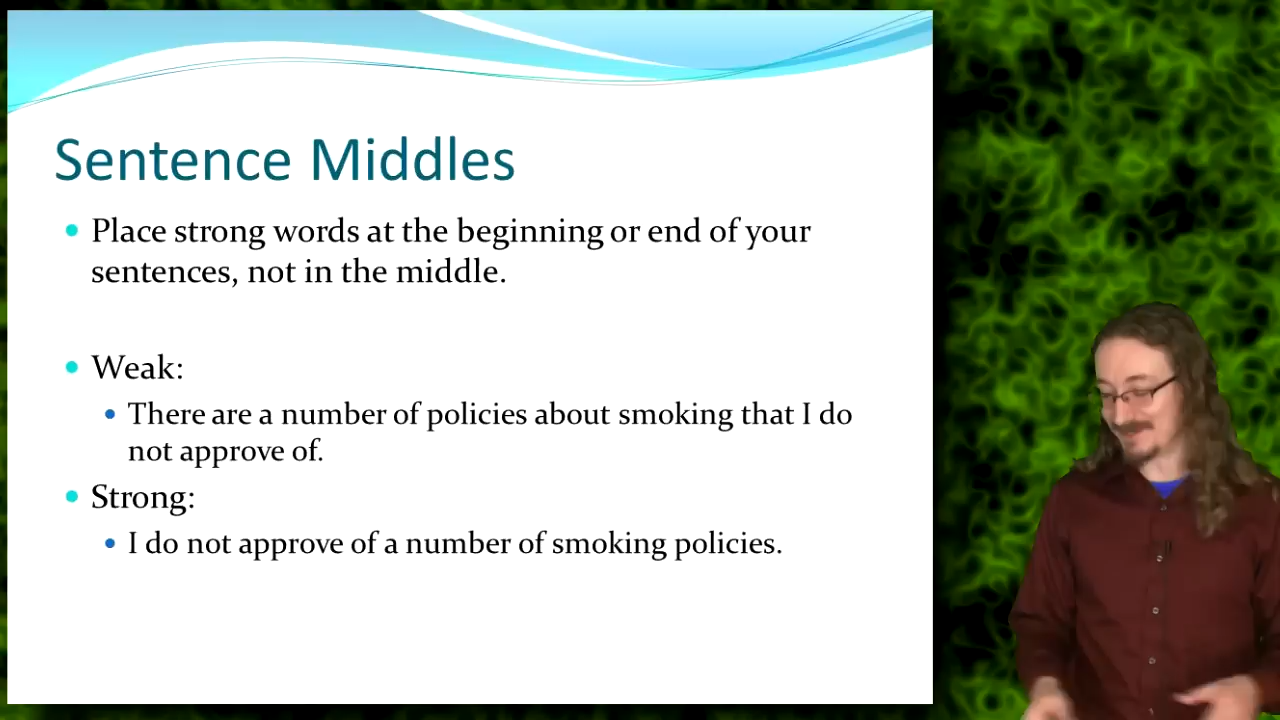 Sentence Middles
Place strong words at the beginning or end of your
sentences, not in the middle.
Weak:
There are a number of policies about smoking that I do
not approve of.
Strong:
I do not approve of a number of smoking policies.